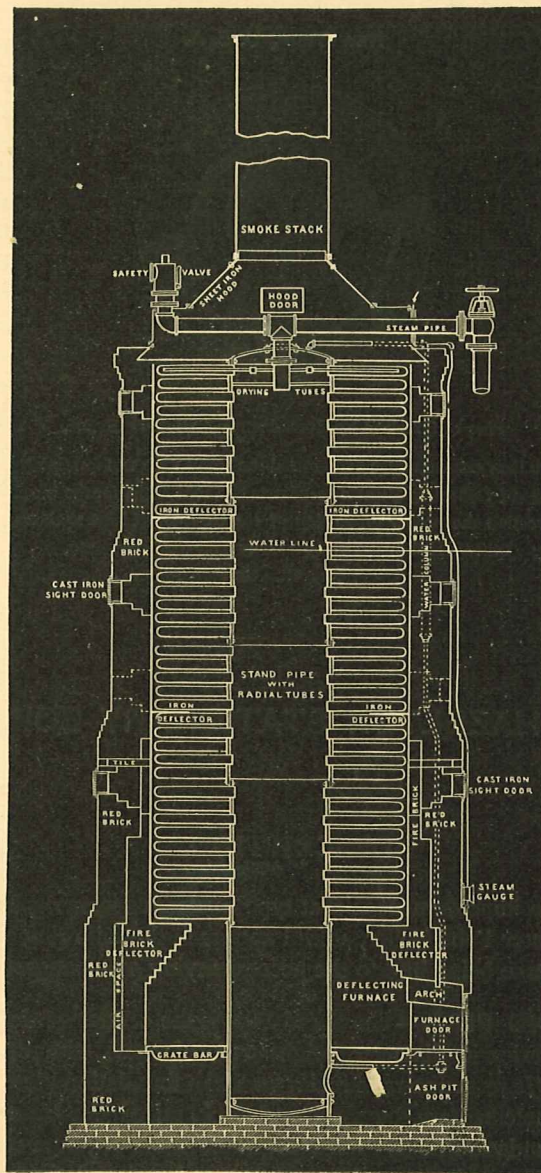 SMOKE STACK
SAFETY VALVE
SHEET IRON
HOOD
HOOD
DOOR
STEAM PIPE
DRYING TUBES
IRON DEFLECTOR
IRON DEFLECTOR
RED
BRICK
RED
BRICK
WATER LINE
WATER COLUMN
CAST IRON
SIGHT DOOR
STAND PIPE
WITH
RADIAL TUBES
IRON
DEFLECTOR
IRON
DEFLECTOR
TILE
CAST IRON
SIGHT DOOR
RED
BRICK
FIRE BRICK
RED
BRICK
STEAM
GAUGE
FIRE
BRICK
DEFLECTOR
FIRE
BRICK
DEFLECTOR
RED
BRICK
AIR SPACE
DEFLECTING
FURNACE
ARCH
FURNACE
DOOR
GRATE BAR
ASH PIT
DOOR
RED
BRICK